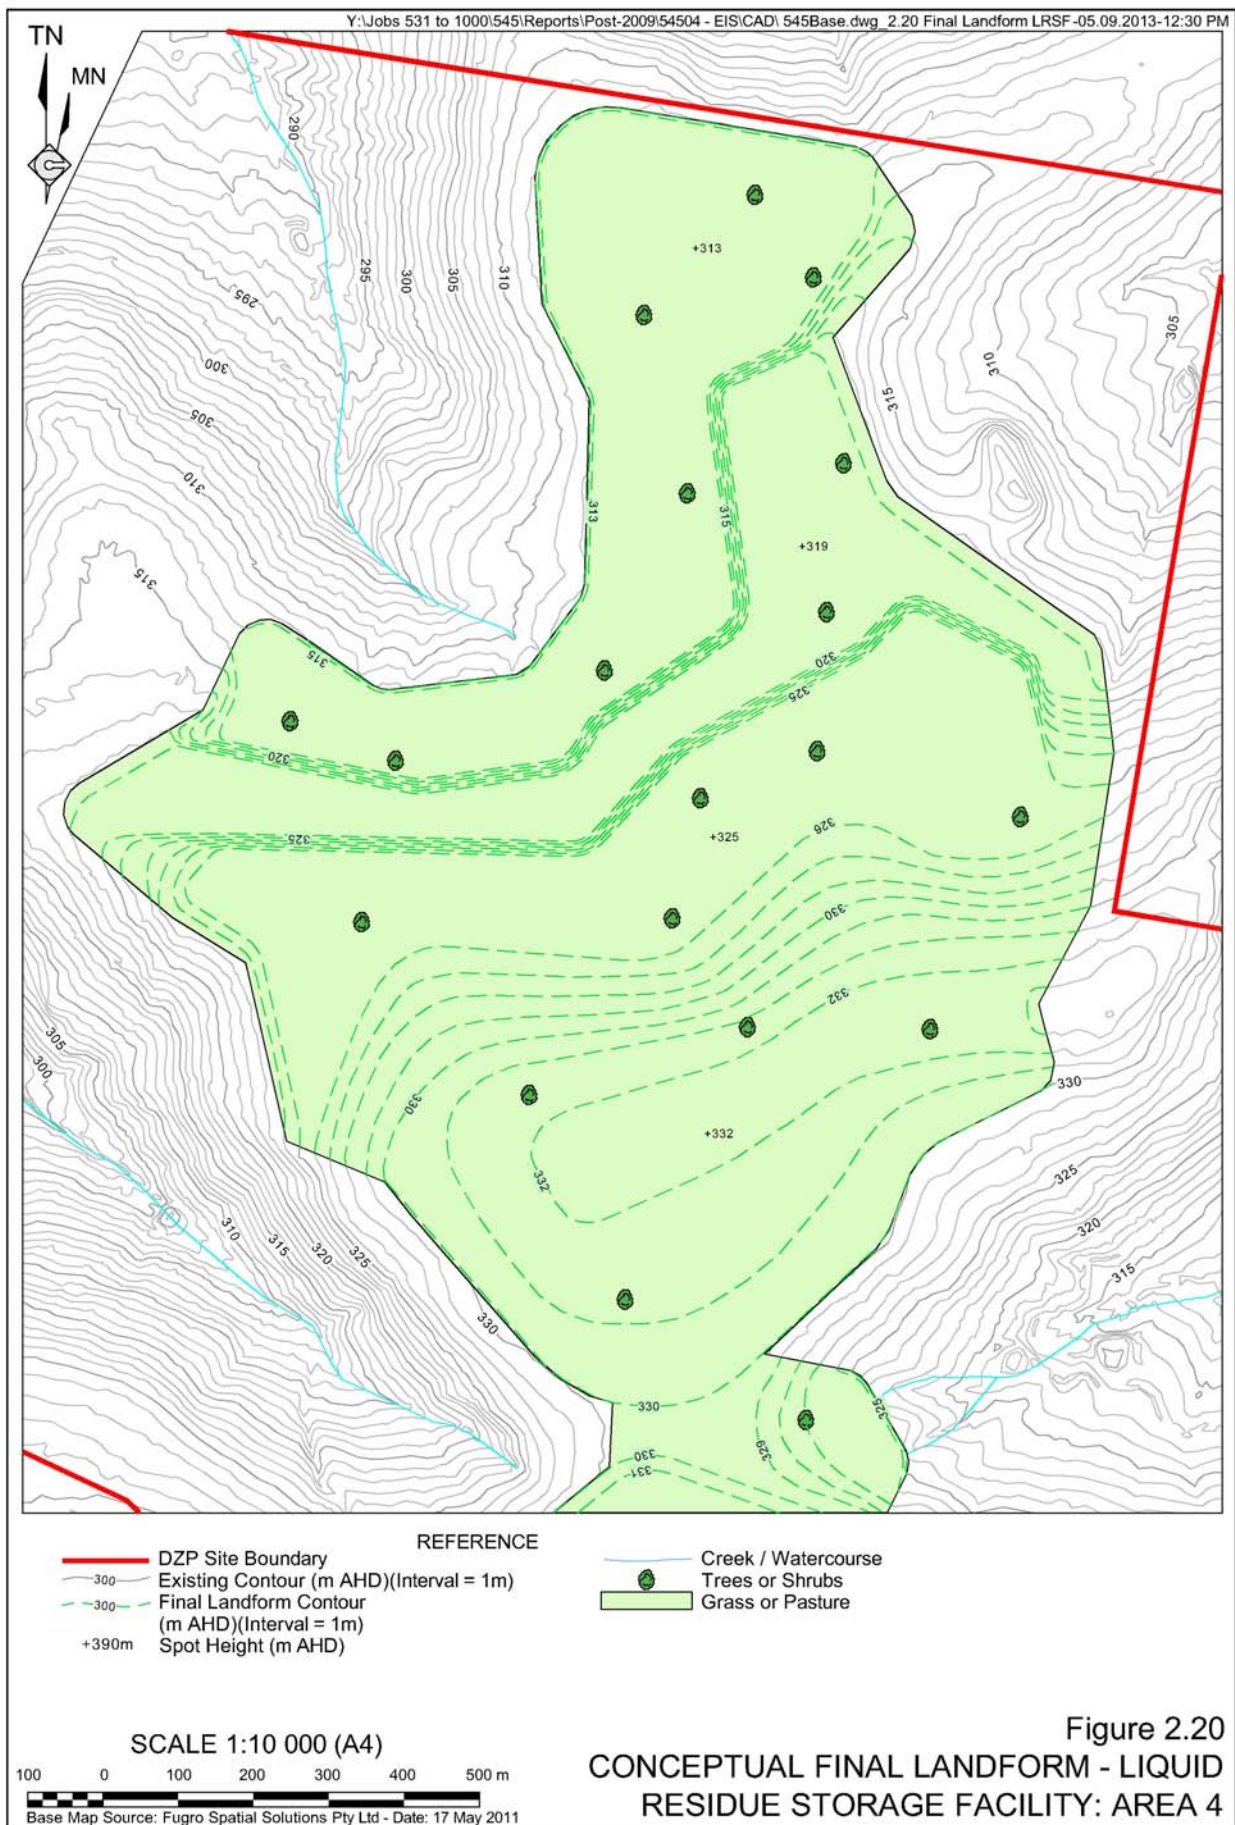 Y:\Jobs 531 to 1000\545\Reports\Post-2009\54504 - EIS\CAD\ 545Base.dwg_2.20 Final Landform LRSF-05.09.2013-12:30 PM
TN
MN
290
295
300
305
310
295
300
305
310
315
+313
305
310
315
313
315
+319
315
320
325
320
325
+325
326
330
332
305
300
330
+332
332
330
325
320
315
310
315
320
325
330
330
329
325
330
331
REFERENCE
DZP Site Boundary
300 Existing Contour (m AHD)(Interval = 1m)
300 Final Landform Contour
(m AHD)(Interval = 1m)
+390m Spot Height (m AHD)
Creek / Watercourse
Trees or Shrubs
Grass or Pasture
SCALE 1:10 000 (A4)
100 0 100 200 300 400 500 m
Base Map Source: Fugro Spatial Solutions Pty Ltd - Date: 17 May 2011
Figure 2.20
CONCEPTUAL FINAL LANDFORM - LIQUID
RESIDUE STORAGE FACILITY: AREA 4